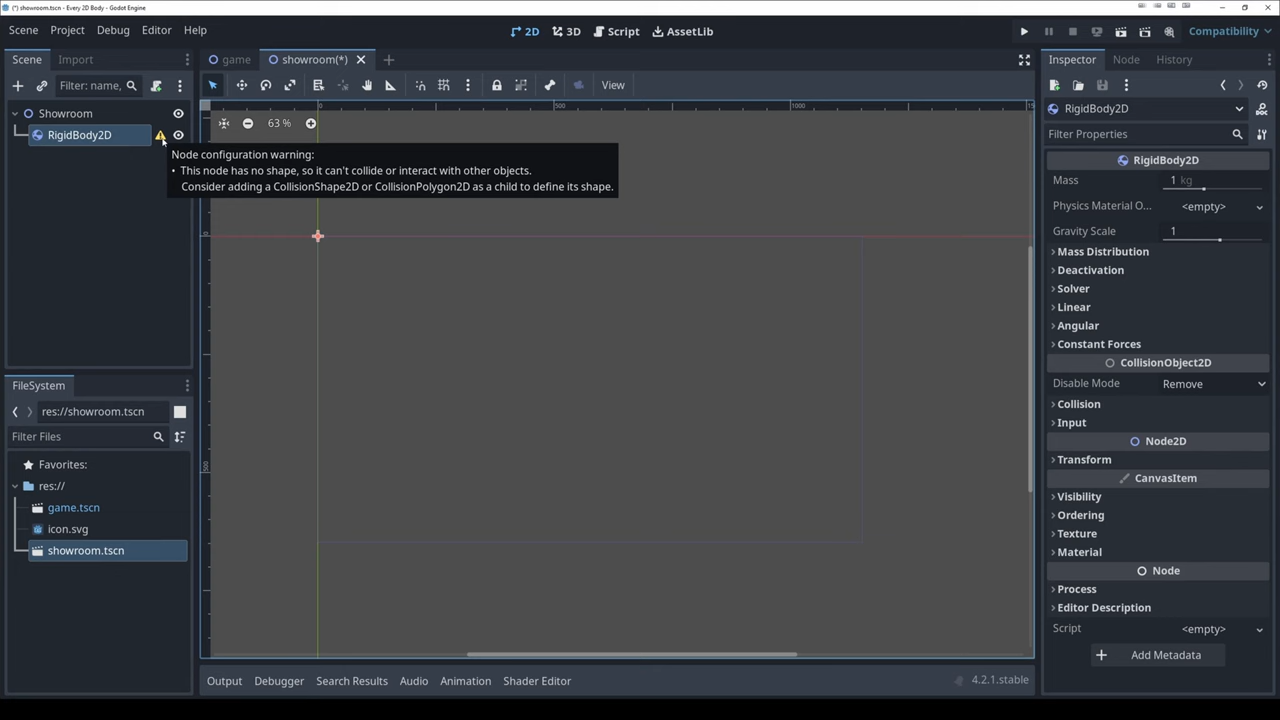 (*) showroom.tscn - Every 2D Body - Godot Engine
Scene Project Debug Editor Help
2D 3D Script AssetLib
Compatibility
Scene Import
game showroom(*)
Inspector Node History
Filter: name,
View
Showroom
RigidBody2D
63 %
0 500 1000
RigidBody2D
Filter Properties
Node configuration warning:
• This node has no shape, so it can't collide or interact with other objects.
Consider adding a CollisionShape2D or CollisionPolygon2D as a child to define its shape.
RigidBody2D
Mass 1 kg
Physics Material O... <empty>
Gravity Scale 1
Mass Distribution
Deactivation
Solver
Linear
Angular
Constant Forces
CollisionObject2D
Disable Mode Remove
Collision
Input
Node2D
Transform
CanvasItem
Visibility
Ordering
Texture
Material
Node
Process
Editor Description
Script <empty>
Add Metadata
FileSystem
res://showroom.tscn
Filter Files
Favorites:
res://
game.tscn
icon.svg
showroom.tscn
0
500
Output Debugger Search Results Audio Animation Shader Editor
4.2.1.stable